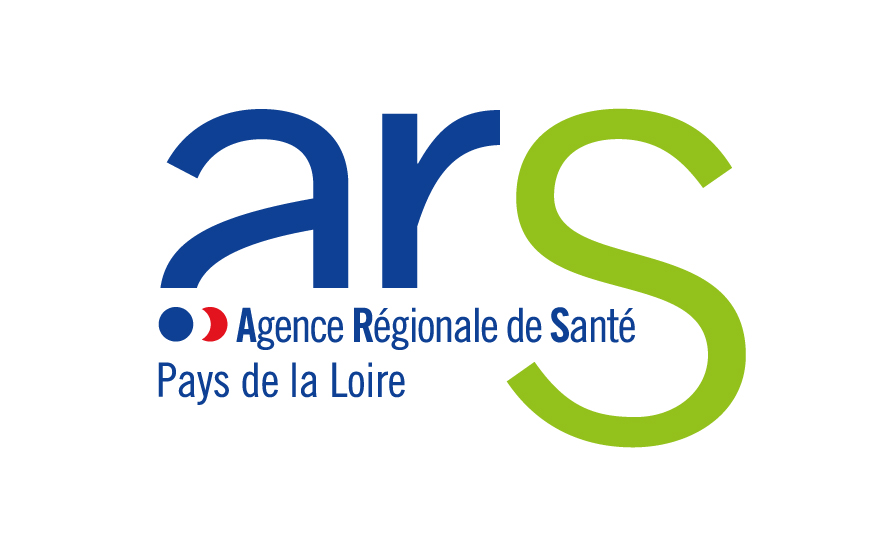 ars
Agence Régionale de Santé
Pays de la Loire